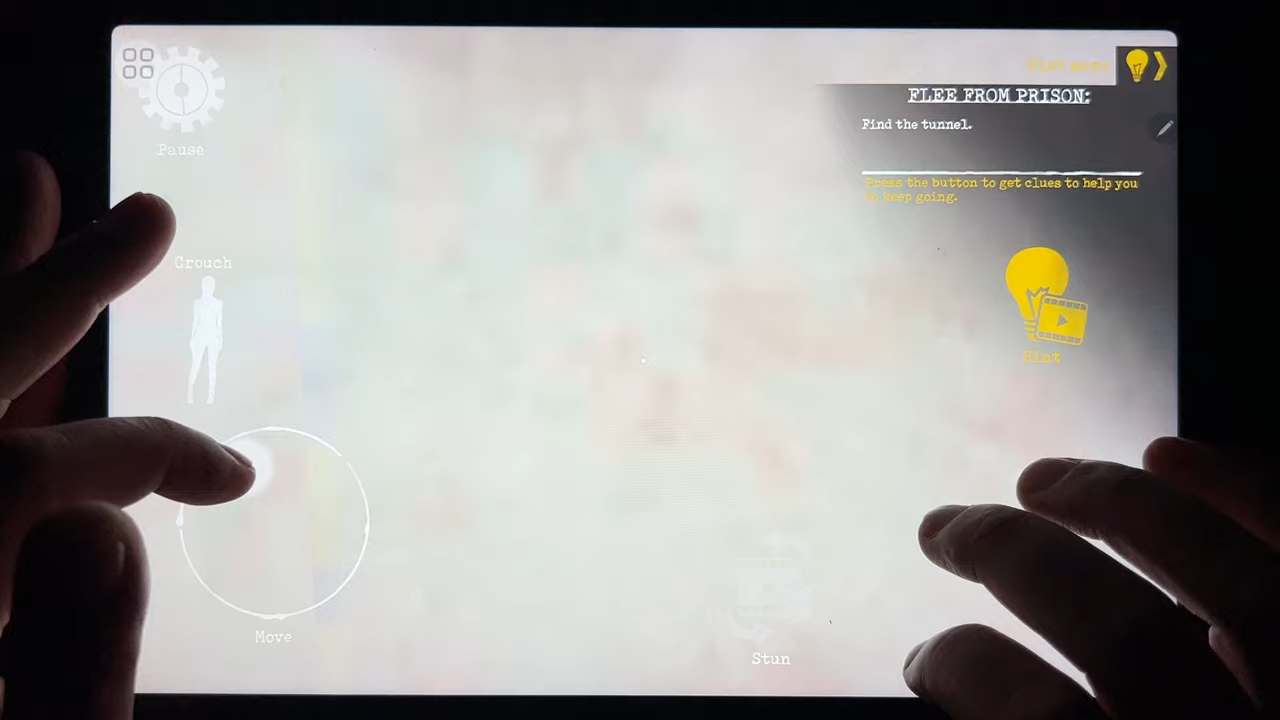 Pause
FLEE FROM PRISON:
Find the tunnel.
Press the button to get clues to help you
to keep going.
Crouch
Hint
Move
Stun